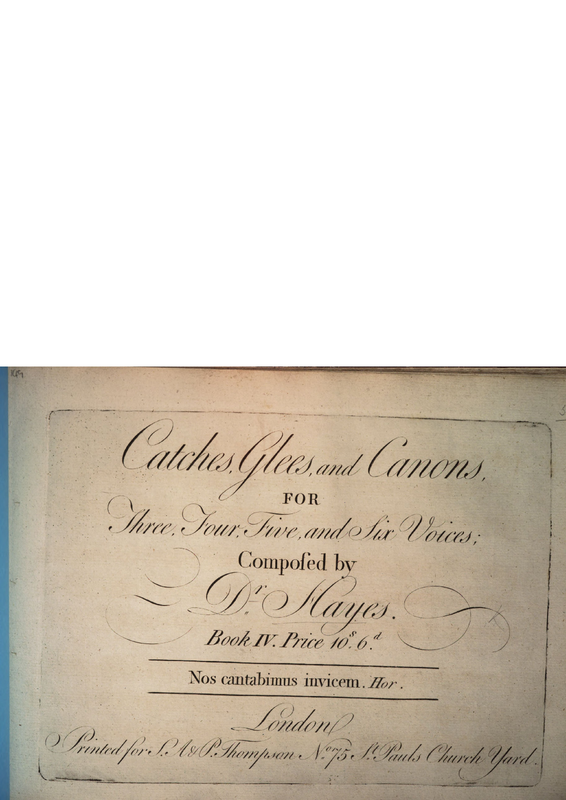 Catches, Glees, and Canons,
FOR
Three, Four, Five, and Six Voices;
Compoſed by
Dr. Hayes.
Book IV. Price 10s. 6d.
Nos cantabimus invicem. Hor.
London
Printed for S. A & P. Thompson No. 75 St. Pauls Church Yard.